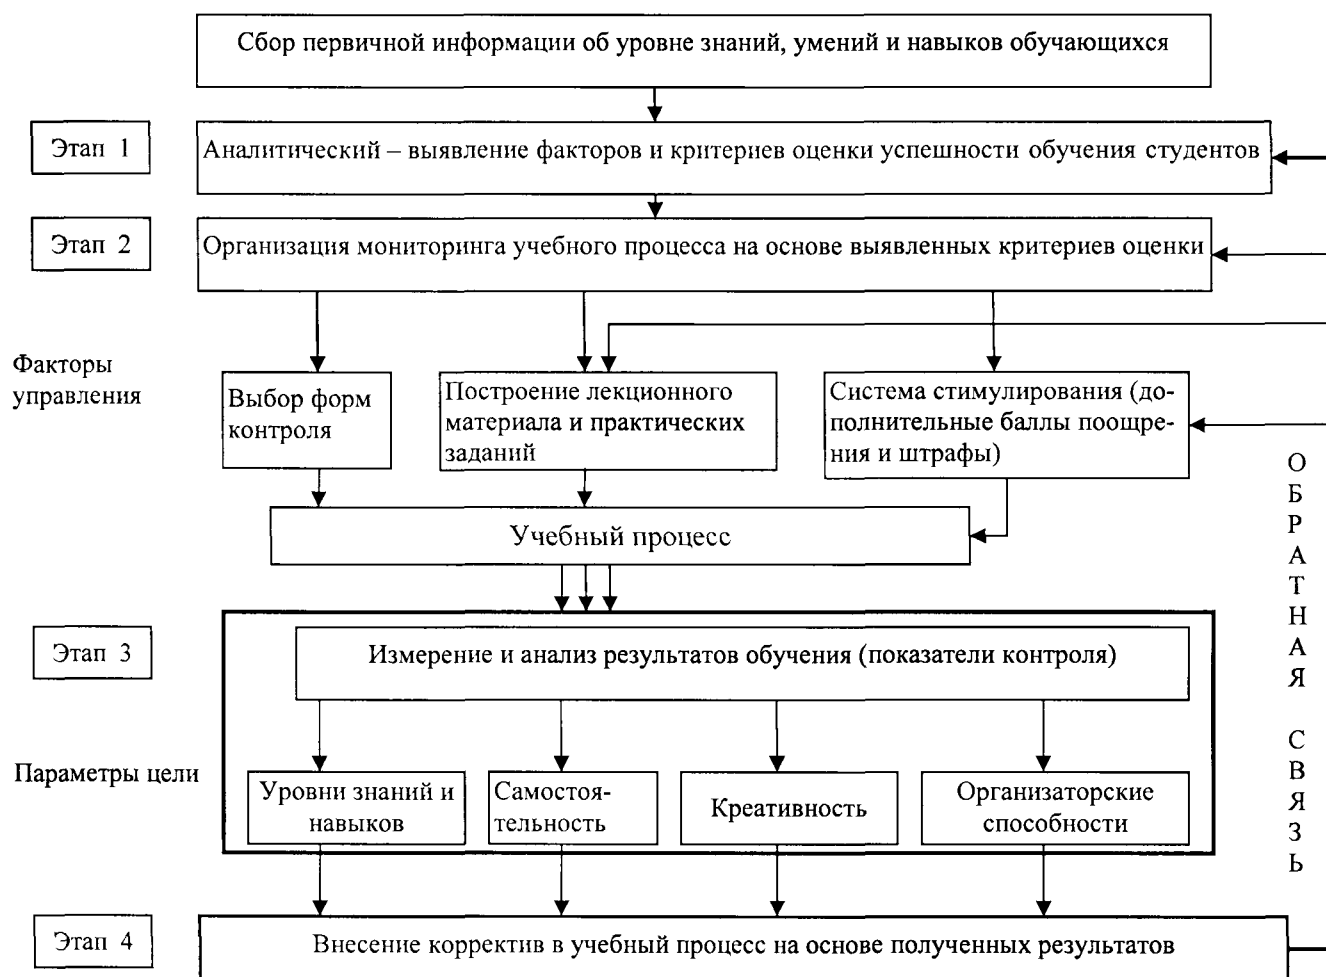 Сбор первичной информации об уровне знаний, умений и навыков обучающихся
Этап 1
Аналитический – выявление факторов и критериев оценки успешности обучения студентов
Этап 2
Организация мониторинга учебного процесса на основе выявленных критериев оценки
Факторы
управления
Выбор форм
контроля
Построение лекционного
материала и практических
заданий
Система стимулирования (до-
полнительные баллы поощре-
ния и штрафы)
Учебный процесс
Этап 3
Измерение и анализ результатов обучения (показатели контроля)
Параметры цели
Уровни знаний и
навыков
Самостоя-
тельность
Креативность
Организаторские
способности
Этап 4
Внесение корректив в учебный процесс на основе полученных результатов
ОБРАТНАЯ СВЯЗЬ